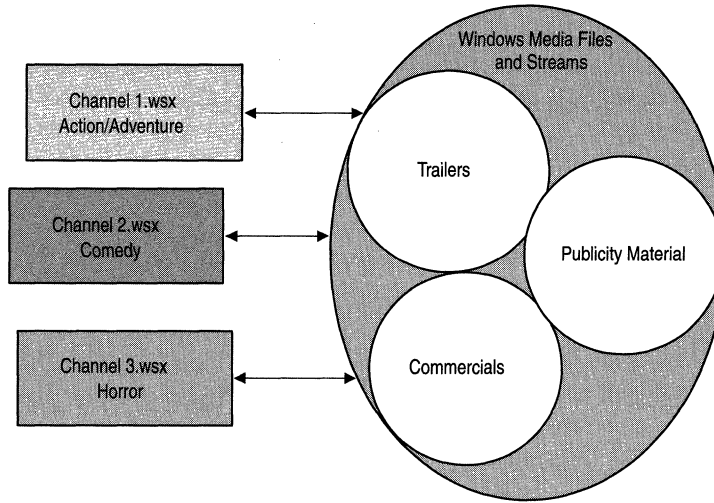 Windows Media Files
and Streams
Channel 1.wsx
Action/Adventure
Trailers
Channel 2.wsx
Comedy
Publicity Material
Channel 3.wsx
Horror
Commercials